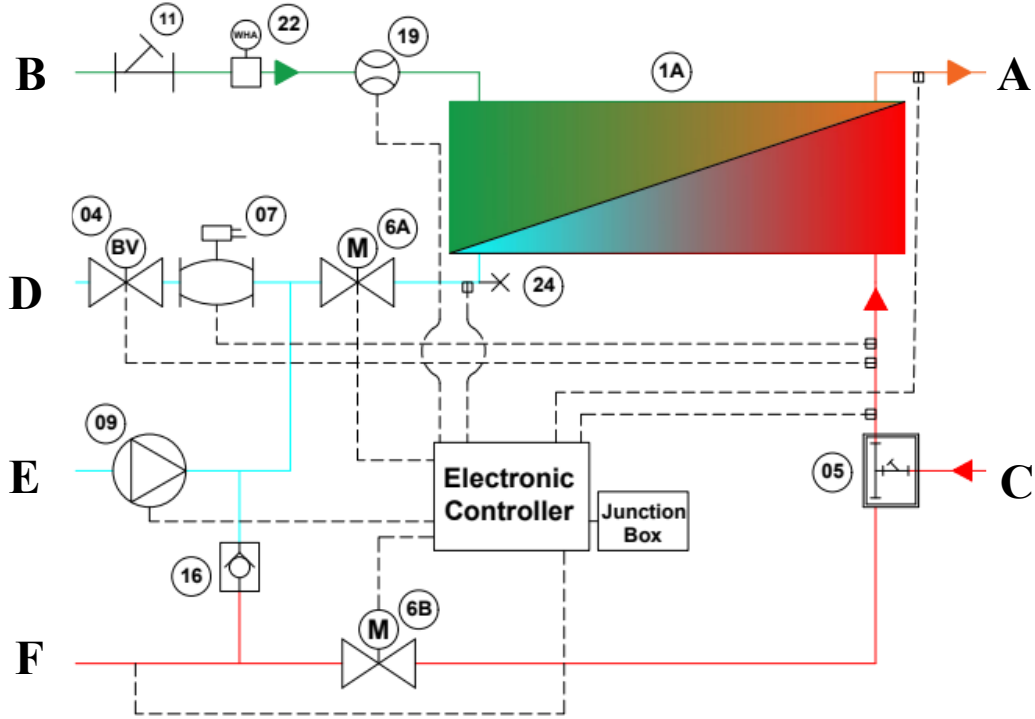 11
WHA
22
19
1A
B
A
04
BV
07
M
6A
D
24
09
E
Electronic
Controller
Junction
Box
05
C
16
6B
M
F